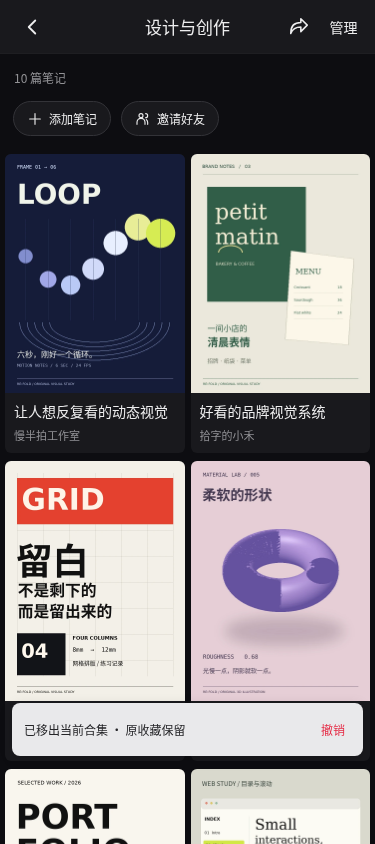 设计与创作
管理
10 篇笔记
添加笔记
邀请好友
FRAME 01 → 06
LOOP
六秒，刚好一个循环。
MOTION NOTES / 6 SEC / 24 FPS
让人想反复看的动态视觉
慢半拍工作室
BRAND NOTES / 03
petit
matin
BAKERY & COFFEE
MENU
一间小店的
清晨表情
招牌 · 纸袋 · 菜单
好看的品牌视觉系统
拾字的小禾
GRID
留白
不是剩下的
而是留出来的
04
FOUR COLUMNS
8mm → 12mm
网格拼版 / 练习记录
MATERIAL LAB / 005
柔软的形状
ROUGHNESS 0.68
光慢一点，阴影就软一点。
已移出当前合集 · 原收藏保留
撤销
SELECTED WORK / 2026
PORT
FOLIO
WEB STUDY / 目录与滚动
INDEX
Small
interactions,